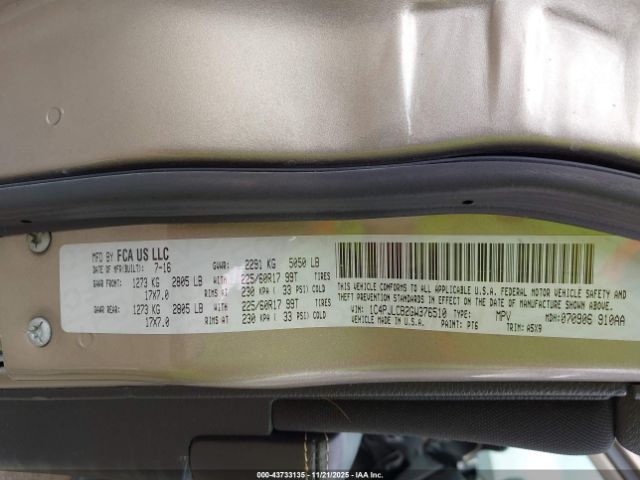 MFD BY FCA US LLC
DATE OF MFR(BUILT): 7-16 GVWR: 2291 KG 5050 LB
GAWR FRONT: 1273 KG 2805 LB WITH 225/60R17 99T TIRES
17X7.0 RIMS AT 230 KPA ( 33 PSI) COLD
GAWR REAR: 1273 KG 2805 LB WITH 225/60R17 99T TIRES
17X7.0 RIMS AT 230 KPA ( 33 PSI) COLD
THIS VEHICLE CONFORMS TO ALL APPLICABLE U.S.A. FEDERAL MOTOR VEHICLE SAFETY AND
THEFT PREVENTION STANDARDS IN EFFECT ON THE DATE OF MANUFACTURE SHOWN ABOVE.
VIN: 1C4PJLCB2GW376510 TYPE: MPV MDH: 070906 910AA
VEHICLE MADE IN U.S.A. PAINT: PTG TRIM: A5X9
000-43733135 - 11/21/2025 - IAAI.com